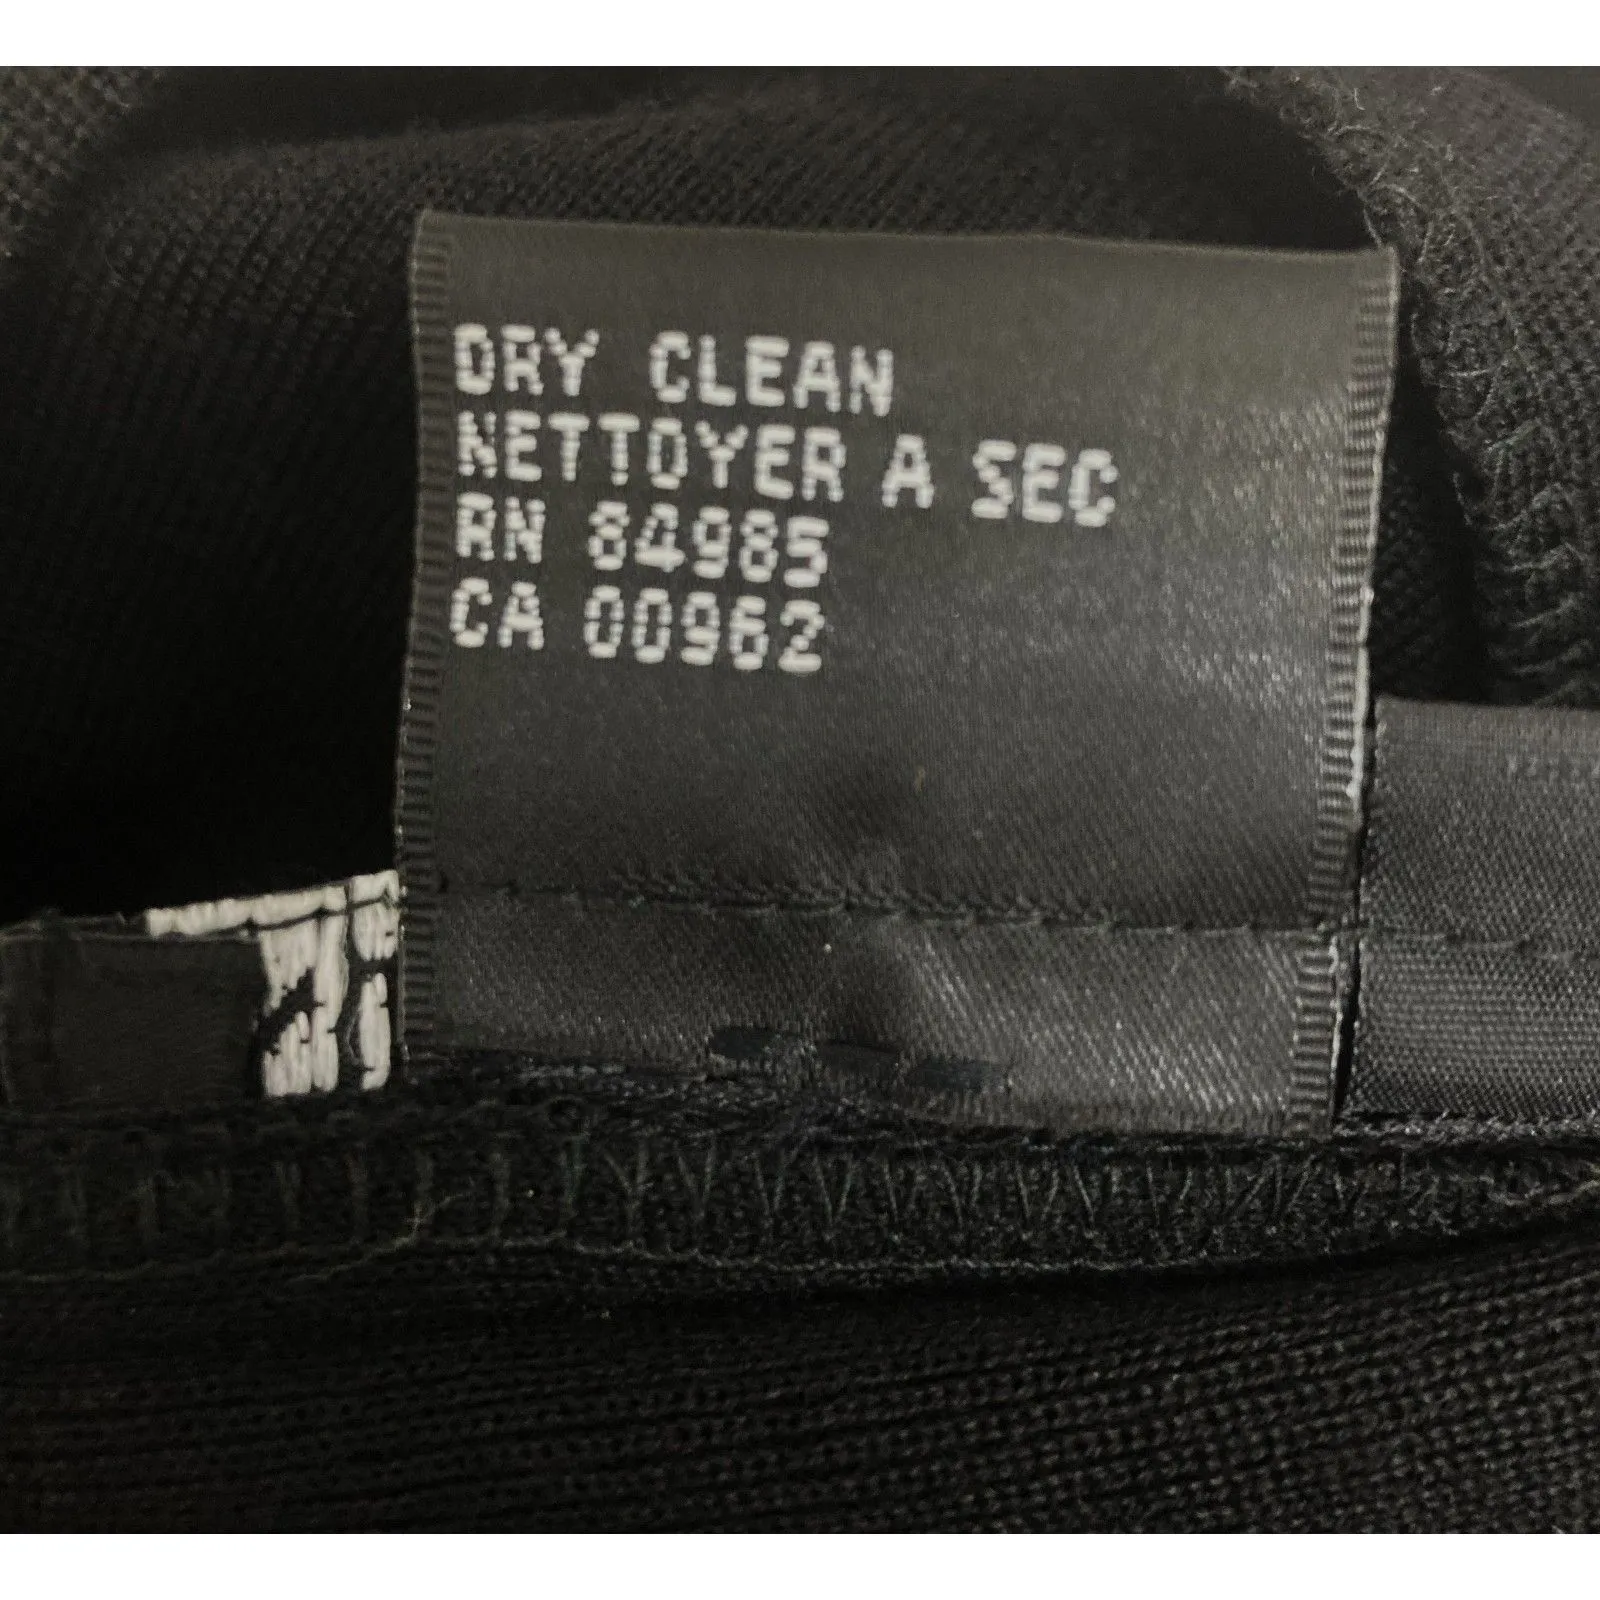 DRY CLEAN
NETTOYER A SEC
RN 84985
CA 00962